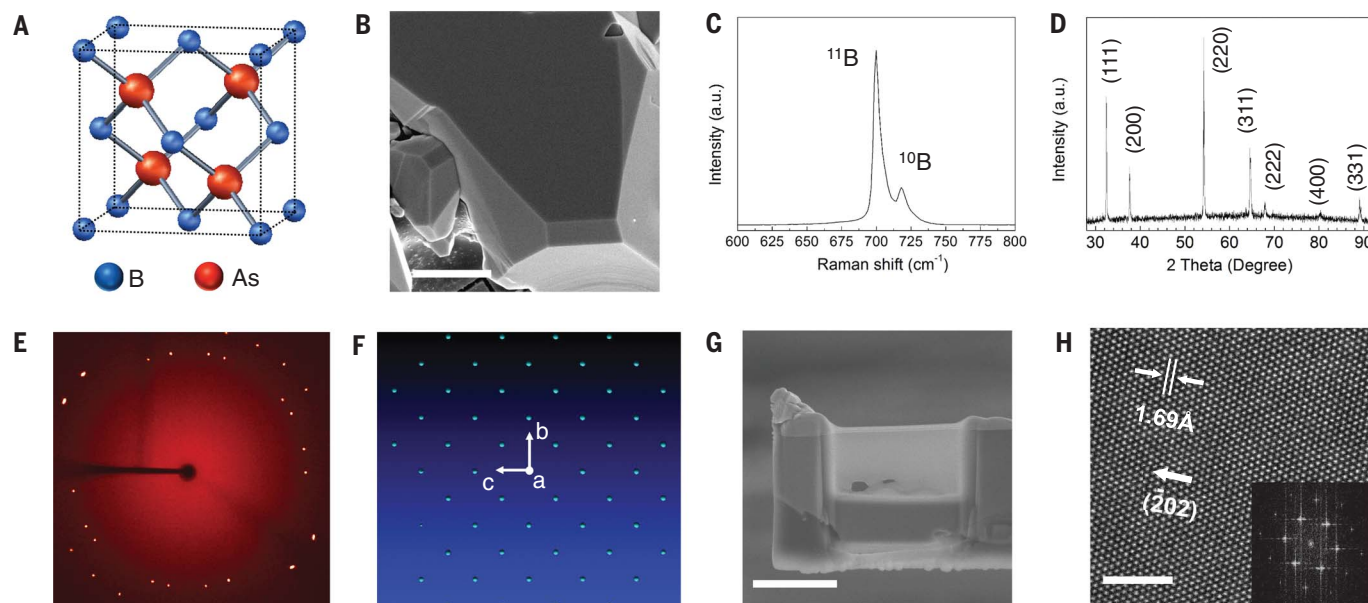 A
B As
B
C
11B
10B
Intensity (a.u.)
600 625 650 675 700 725 750 775 800
Raman shift (cm-1)
D
(111)
(200)
(220)
(311)
(222)
(400)
(331)
Intensity (a.u.)
30 40 50 60 70 80 90
2 Theta (Degree)
E
F
b
c
a
G
H
1.69Å
(202)